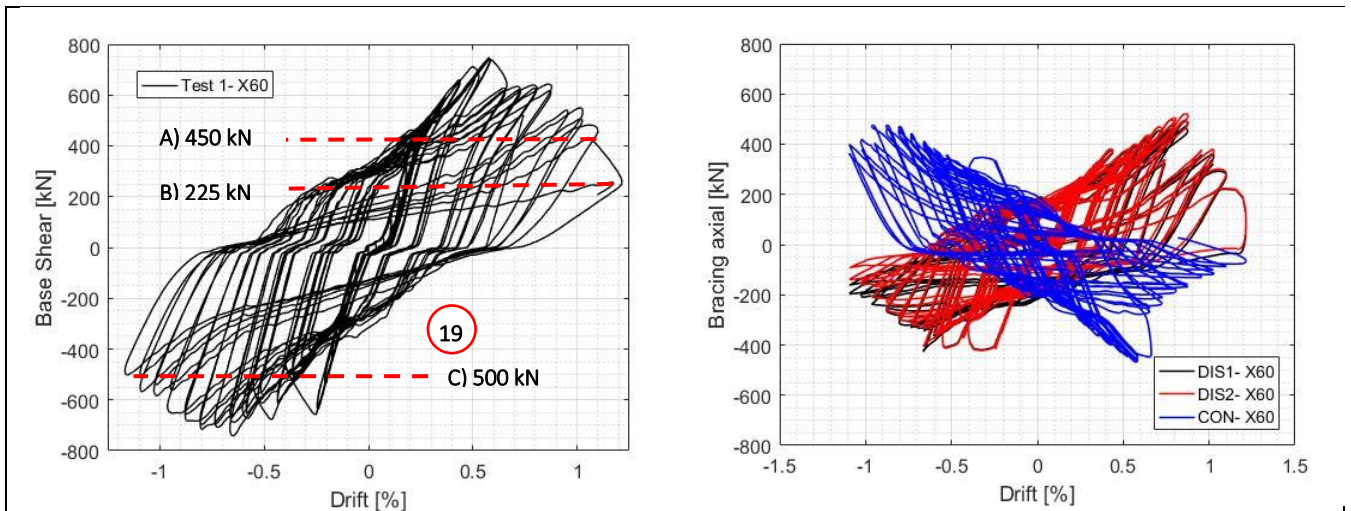 800
600
400
200
0
-200
-400
-600
-800
Base Shear [kN]
Test 1- X60
A) 450 kN
B) 225 kN
19
C) 500 kN
-1
-0.5
0
0.5
1
Drift [%]
800
600
400
200
0
-200
-400
-600
-800
Bracing axial [kN]
DIS1- X60
DIS2- X60
CON- X60
-1.5
-1
-0.5
0
0.5
1
1.5
Drift [%]